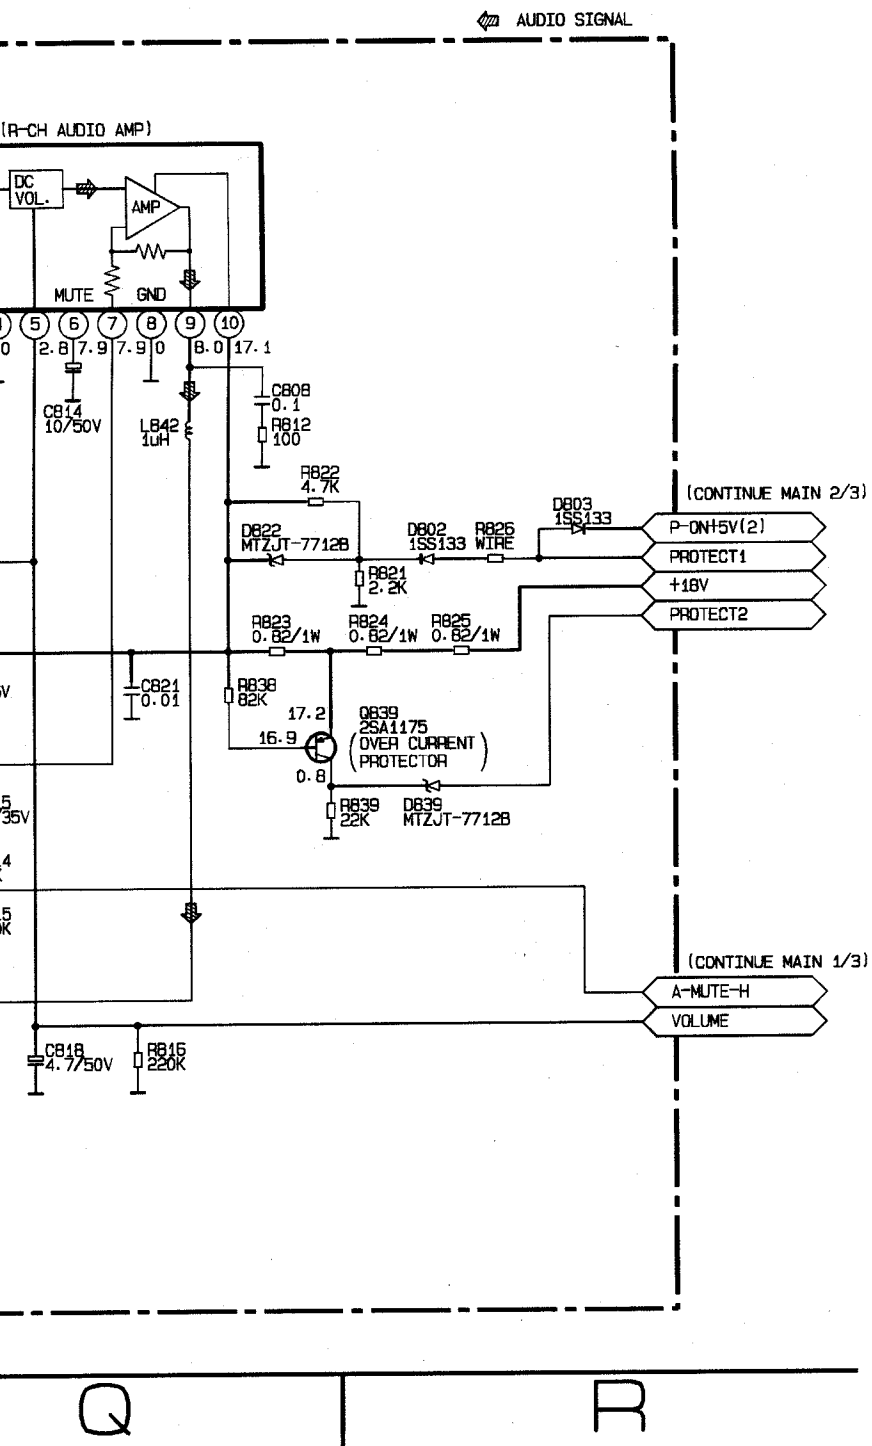 AUDIO SIGNAL
(R-CH AUDIO AMP)
DC
VOL.
AMP
MUTE
GND
5
6
7
8
9
10
0
2.8
7.9
7.9
0
8.0
17.1
C814
10/50V
L842
1uH
C808
0.1
R812
100
R822
4.7K
(CONTINUE MAIN 2/3)
D803
1SS133
P-ON+5V(2)
D822
MTZJT-7712B
D802
1SS133
R826
WIRE
PROTECT1
R821
2.2K
+18V
R823
0.82/1W
R824
0.82/1W
R825
0.82/1W
PROTECT2
C821
0.01
R838
82K
V
17.2
16.9
0.8
Q839
2SA1175
(OVER CURRENT
PROTECTOR)
R839
22K
D839
MTZJT-7712B
5
/35V
4
K
15
0K
(CONTINUE MAIN 1/3)
A-MUTE-H
VOLUME
C818
4.7/50V
R816
220K
Q
R